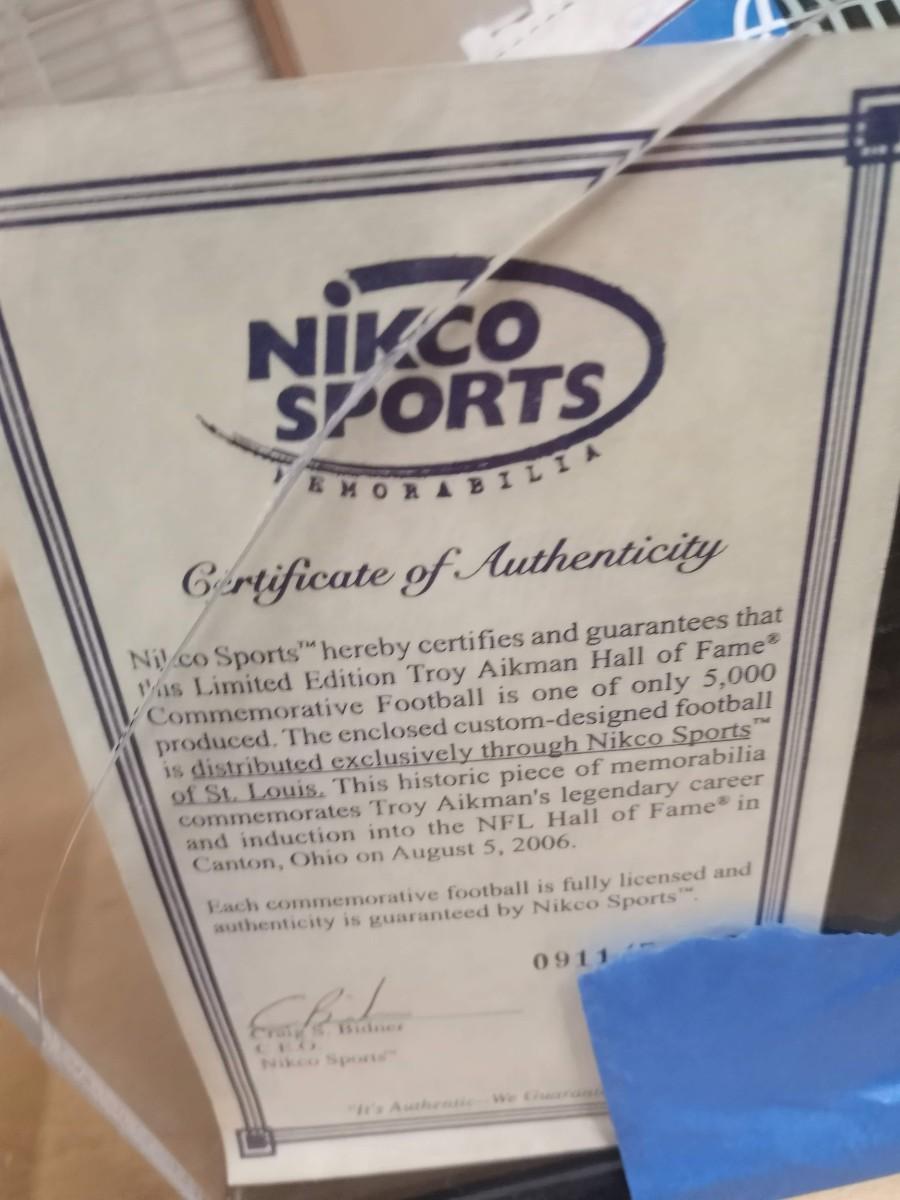 NiKCO
SPORTS
MEMORABILIA
Certificate of Authenticity
Nikco Sports™ hereby certifies and guarantees that
this Limited Edition Troy Aikman Hall of Fame®
Commemorative Football is one of only 5,000
produced. The enclosed custom-designed football
is distributed exclusively through Nikco Sports™
of St. Louis. This historic piece of memorabilia
commemorates Troy Aikman's legendary career
and induction into the NFL Hall of Fame® in
Canton, Ohio on August 5, 2006.
Each commemorative football is fully licensed and
authenticity is guaranteed by Nikco Sports™.
0911
Craig S. Bidner
C.E.O.
Nikco Sports™
"It's Authentic--We